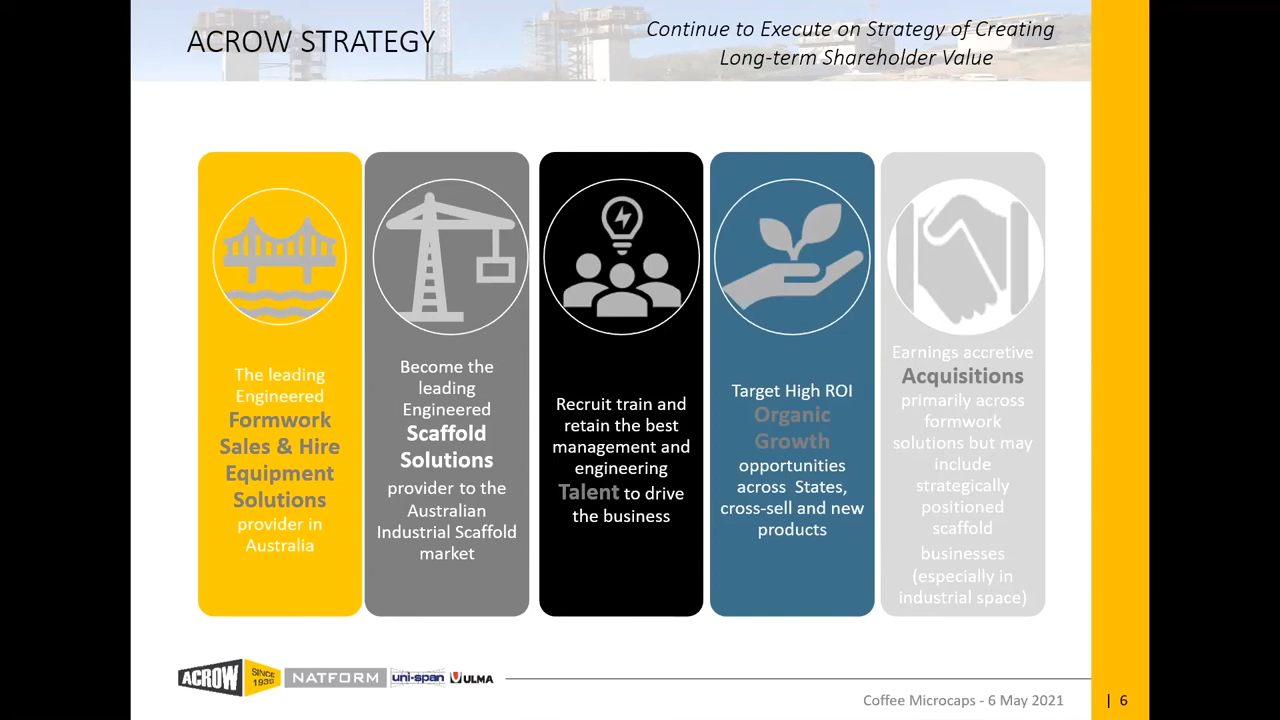 ACROW STRATEGY
Continue to Execute on Strategy of Creating
Long-term Shareholder Value
The leading
Engineered
Formwork
Sales & Hire
Equipment
Solutions
provider in
Australia
Become the
leading
Engineered
Scaffold
Solutions
provider to the
Australian
Industrial Scaffold
market
Recruit train and
retain the best
management and
engineering
Talent to drive
the business
Target High ROI
Organic
Growth
opportunities
across States,
cross-sell and new
products
Earnings accretive
Acquisitions
primarily across
formwork
solutions but may
include
strategically
positioned
scaffold
businesses
(especially in
industrial space)
ACROW
SINCE
1936
NATFORM
uni-span
ULMA
Coffee Microcaps - 6 May 2021
| 6